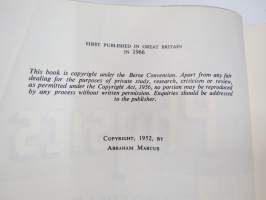 FIRST PUBLISHED IN GREAT BRITAIN
IN 1966
This book is copyright under the Berne Convention. Apart from any fair
dealing for the purposes of private study, research, criticism or review,
as permitted under the Copyright Act, 1956, no portion may be reproduced
by any process without written permission. Enquiries should be addressed
to the publisher.
COPYRIGHT, 1952, BY
ABRAHAM MARCUS